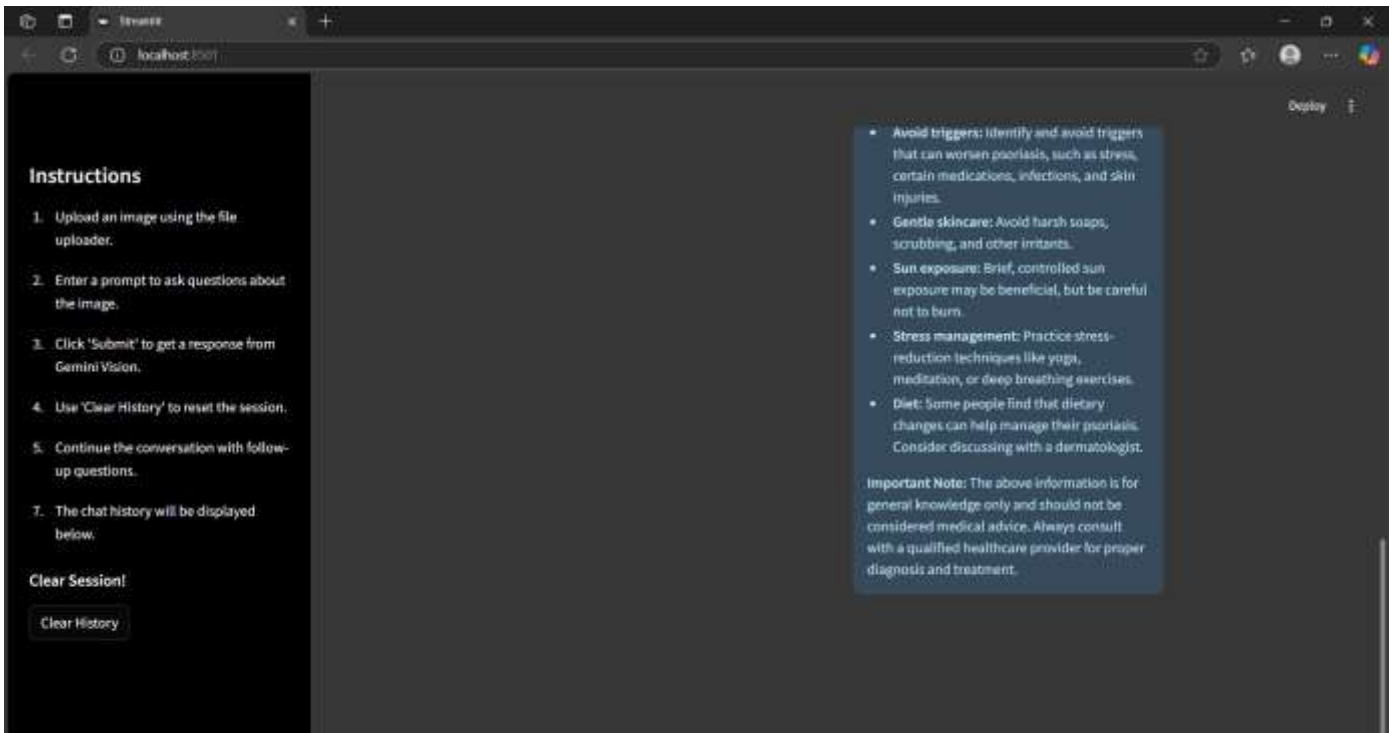 Streamlit
localhost:8501
Deploy
Instructions
1. Upload an image using the file
uploader.
2. Enter a prompt to ask questions about
the image.
3. Click 'Submit' to get a response from
Gemini Vision.
4. Use 'Clear History' to reset the session.
5. Continue the conversation with follow-
up questions.
7. The chat history will be displayed
below.
Clear Session!
Clear History
• Avoid triggers: Identify and avoid triggers
that can worsen psoriasis, such as stress,
certain medications, infections, and skin
injuries.
• Gentle skincare: Avoid harsh soaps,
scrubbing, and other irritants.
• Sun exposure: Brief, controlled sun
exposure may be beneficial, but be careful
not to burn.
• Stress management: Practice stress-
reduction techniques like yoga,
meditation, or deep breathing exercises.
• Diet: Some people find that dietary
changes can help manage their psoriasis.
Consider discussing with a dermatologist.
Important Note: The above information is for
general knowledge only and should not be
considered medical advice. Always consult
with a qualified healthcare provider for proper
diagnosis and treatment.